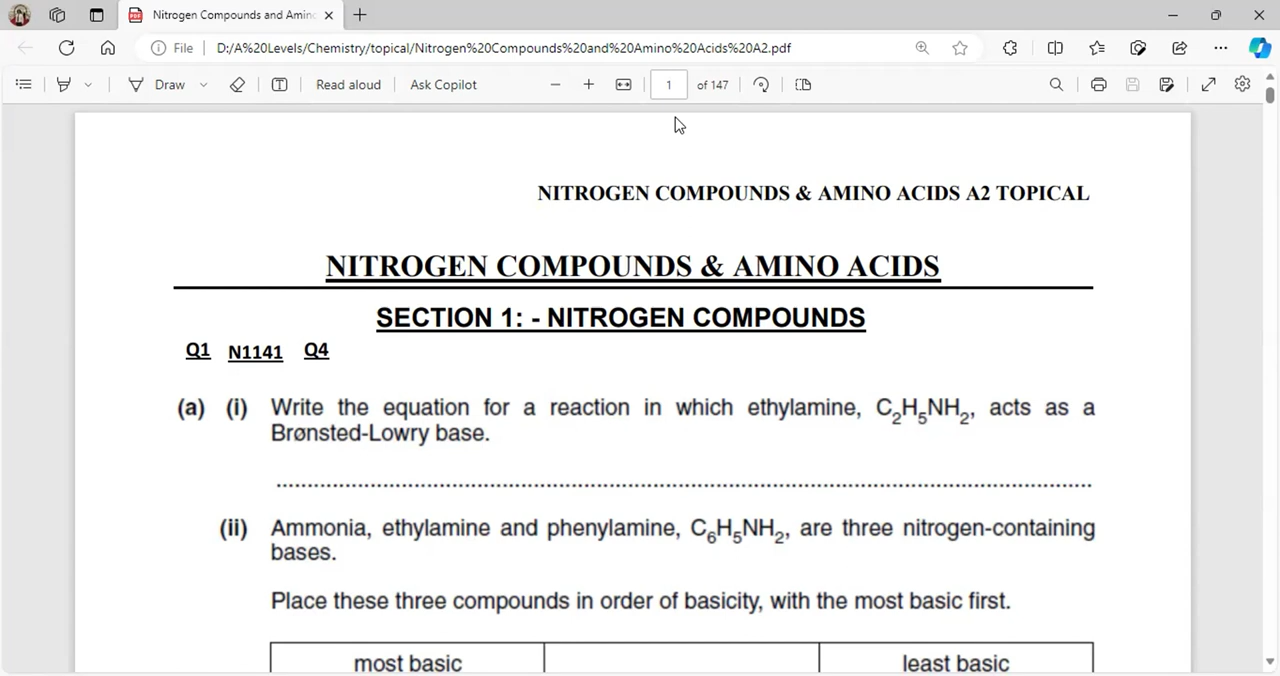 Nitrogen Compounds and Amino
File D:/A%20Levels/Chemistry/topical/Nitrogen%20Compounds%20and%20Amino%20Acids%20A2.pdf
Draw Read aloud Ask Copilot 1 of 147
NITROGEN COMPOUNDS & AMINO ACIDS A2 TOPICAL
NITROGEN COMPOUNDS & AMINO ACIDS
SECTION 1: - NITROGEN COMPOUNDS
Q1 N1141 Q4
(a) (i) Write the equation for a reaction in which ethylamine, C₂H₅NH₂, acts as a
Brønsted-Lowry base.
(ii) Ammonia, ethylamine and phenylamine, C₆H₅NH₂, are three nitrogen-containing
bases.
Place these three compounds in order of basicity, with the most basic first.
most basic least basic